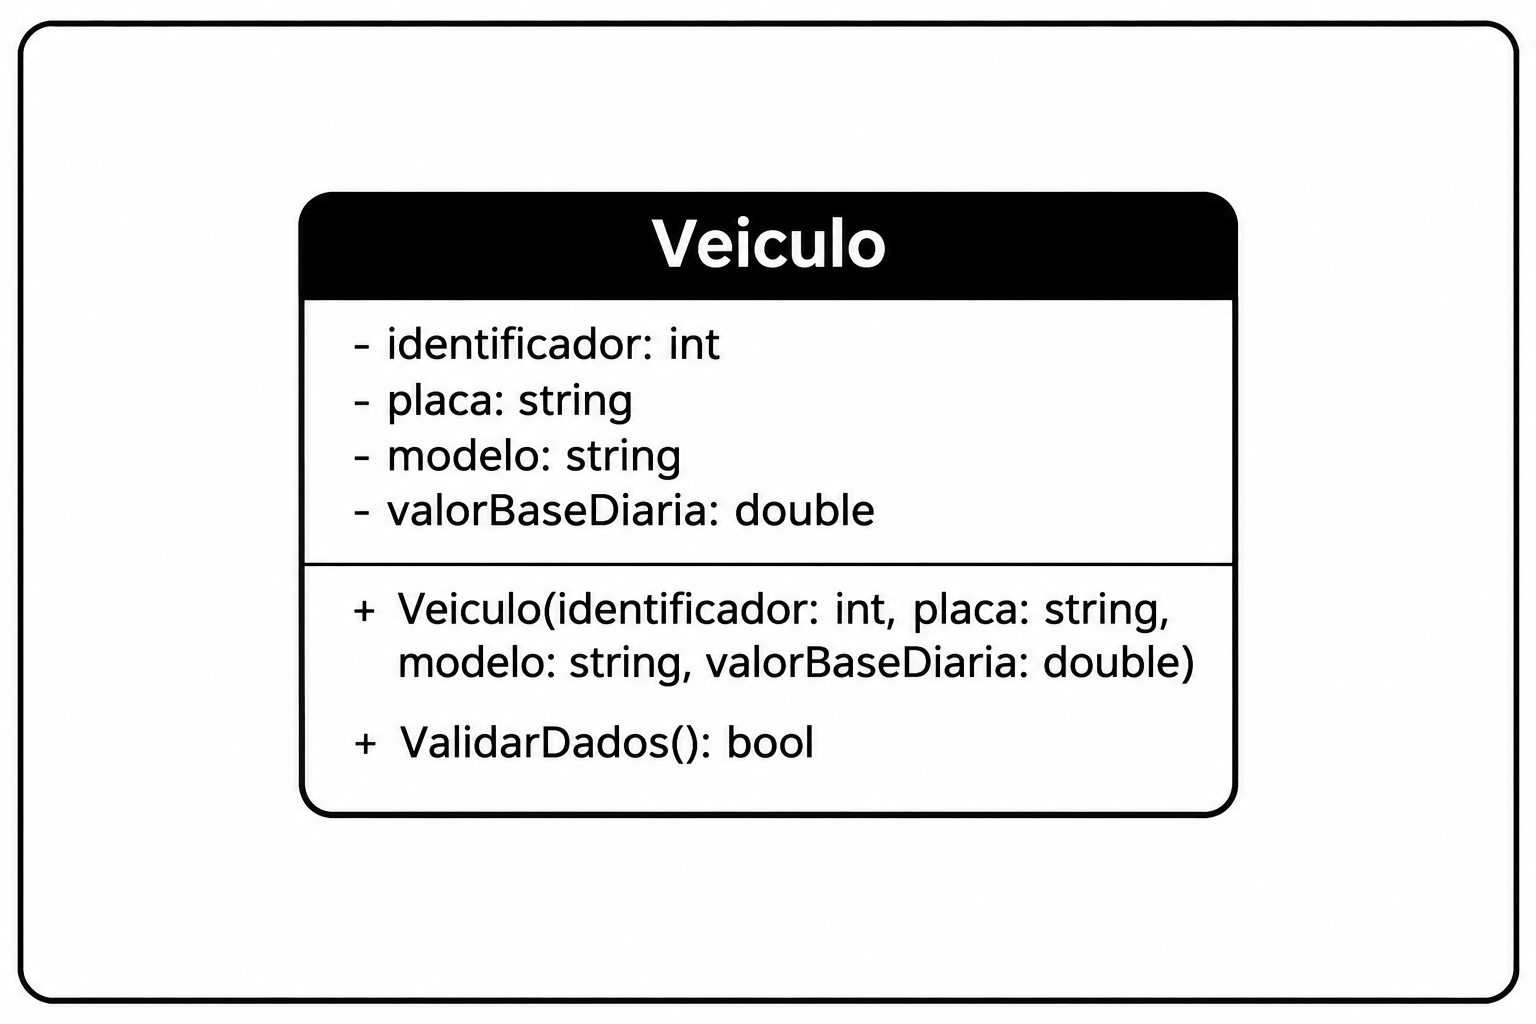 Veiculo
- identificador: int
- placa: string
- modelo: string
- valorBaseDiaria: double
+ Veiculo(identificador: int, placa: string,
modelo: string, valorBaseDiaria: double)
+ ValidarDados(): bool